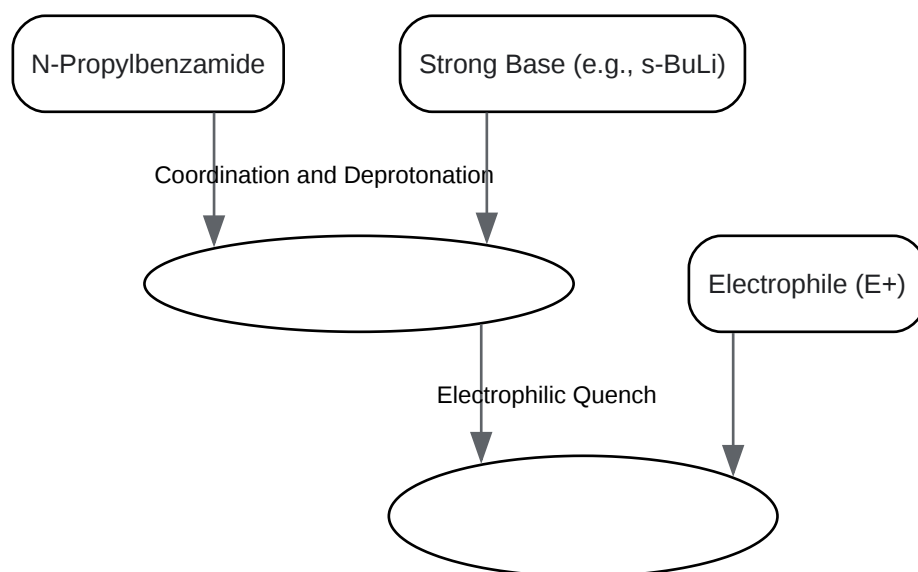 N-Propylbenzamide
Strong Base (e.g., s-BuLi)
Coordination and Deprotonation
Electrophile (E+)
Electrophilic Quench